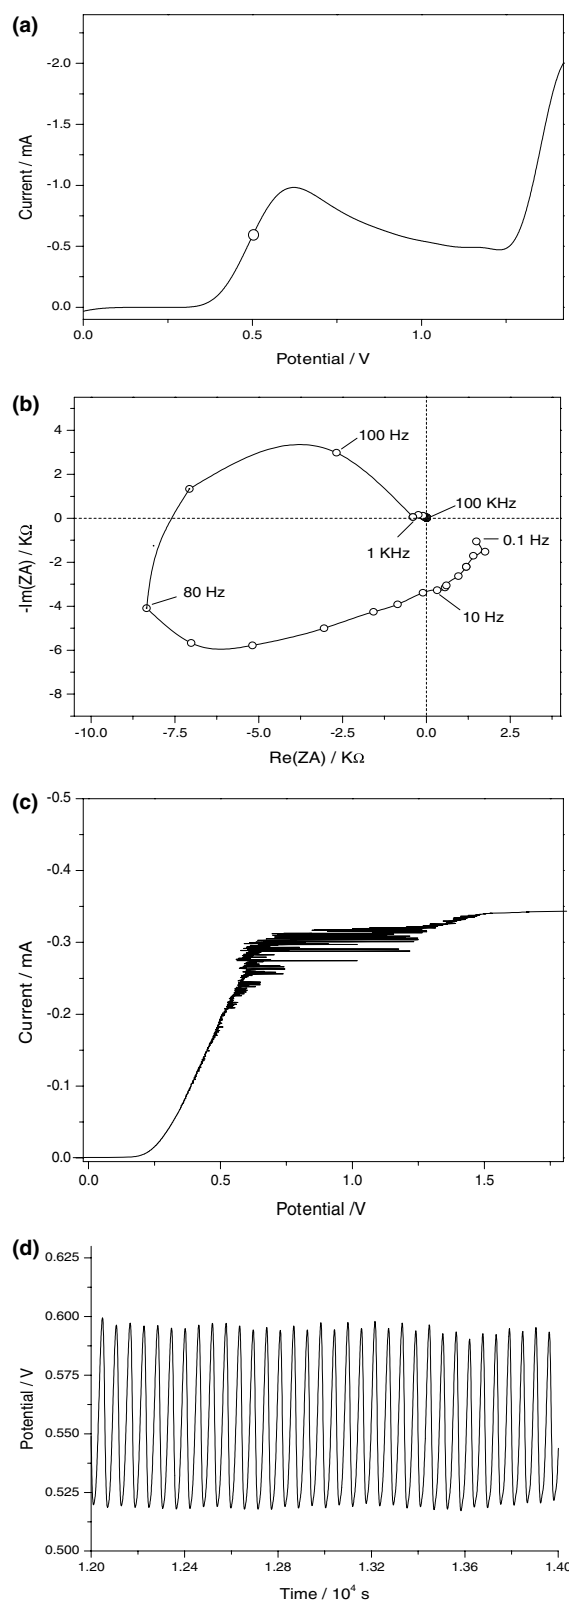 (a)
-2.0
-1.5
-1.0
-0.5
0.0
Current / mA
0.0 0.5 1.0
Potential / V
(b)
4
2
0
-2
-4
-6
-8
-Im(ZA) / KΩ
100 Hz
100 KHz
1 KHz
0.1 Hz
80 Hz
10 Hz
-10.0 -7.5 -5.0 -2.5 0.0 2.5
Re(ZA) / KΩ
(c)
-0.5
-0.4
-0.3
-0.2
-0.1
0.0
Current / mA
0.0 0.5 1.0 1.5
Potential /V
(d)
0.625
0.600
0.575
0.550
0.525
0.500
Potential / V
1.20 1.24 1.28 1.32 1.36 1.40
Time / 10⁴ s